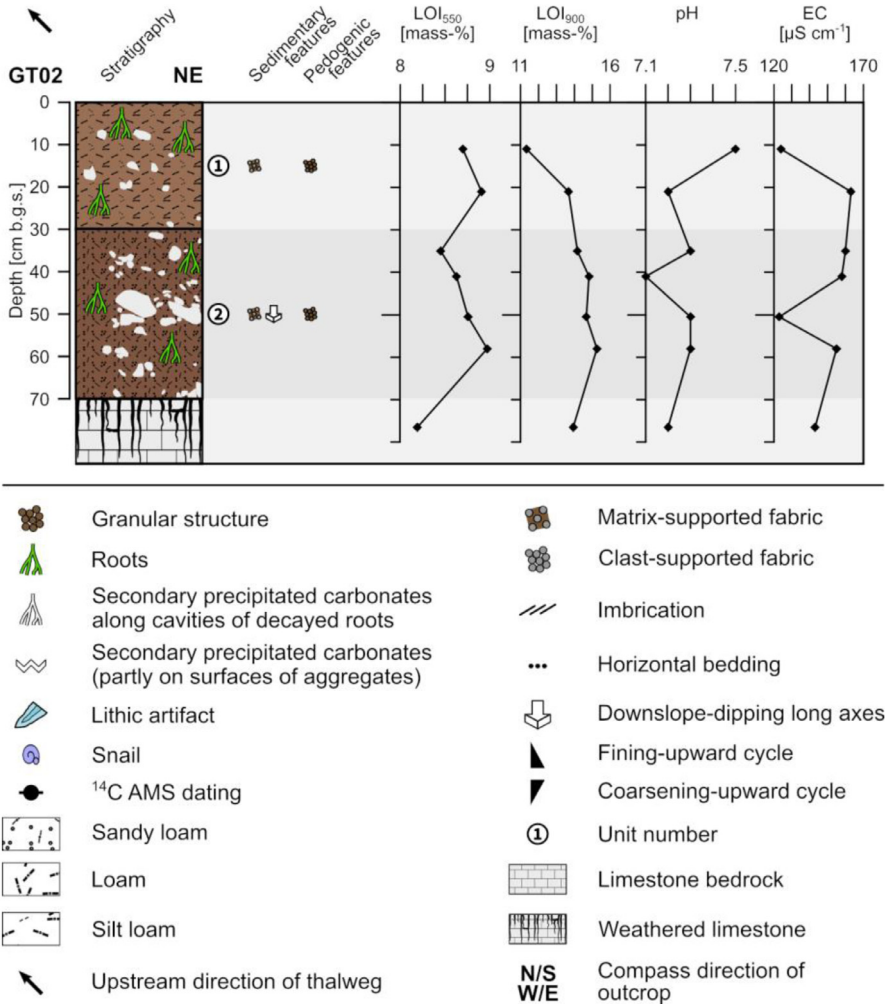 LOI550 LOI900 pH EC
[mass-%] [mass-%] [µS cm-1]
GT02 Stratigraphy NE Sedimentary features Pedogenic features
8 9 11 16 7.1 7.5 120 170
Depth [cm b.g.s.]
0
10
①
20
30
40
50 ②
60
70
Granular structure
Roots
Secondary precipitated carbonates
along cavities of decayed roots
Secondary precipitated carbonates
(partly on surfaces of aggregates)
Lithic artifact
Snail
14C AMS dating
Sandy loam
Loam
Silt loam
Upstream direction of thalweg
Matrix-supported fabric
Clast-supported fabric
Imbrication
Horizontal bedding
Downslope-dipping long axes
Fining-upward cycle
Coarsening-upward cycle
① Unit number
Limestone bedrock
Weathered limestone
N/S Compass direction of
W/E outcrop